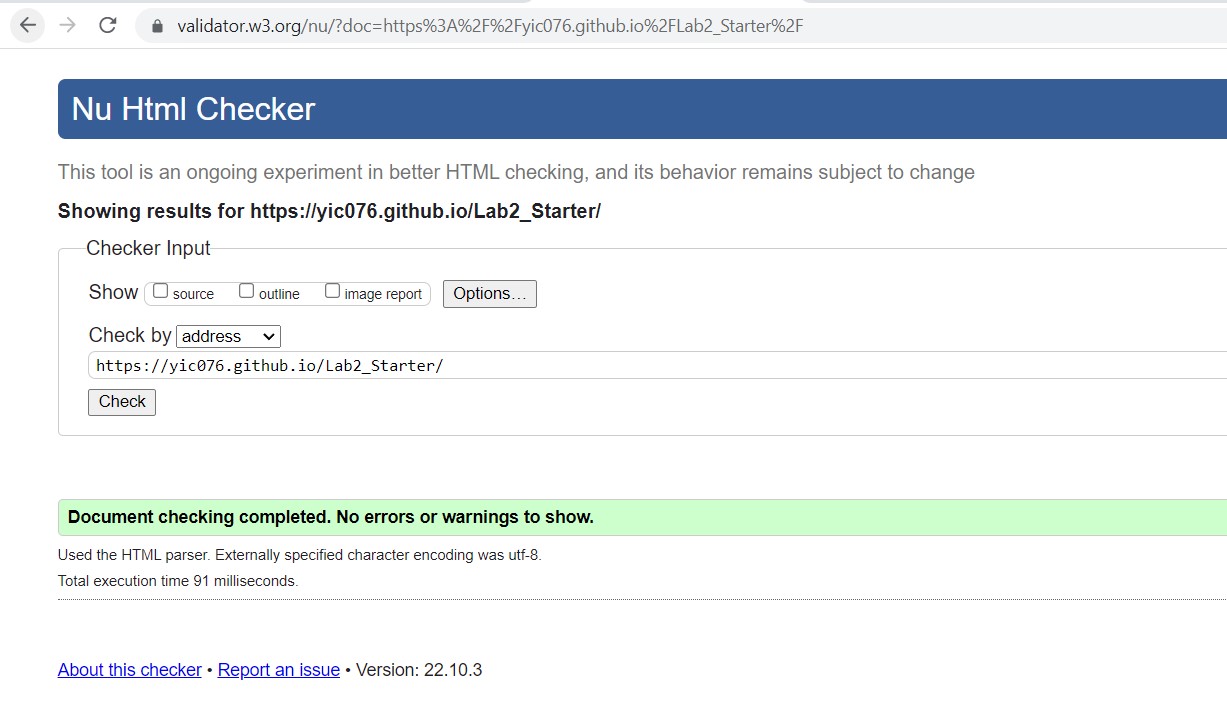 validator.w3.org/nu/?doc=https%3A%2F%2Fyic076.github.io%2FLab2_Starter%2F
Nu Html Checker
This tool is an ongoing experiment in better HTML checking, and its behavior remains subject to change
Showing results for https://yic076.github.io/Lab2_Starter/
Checker Input
Show source outline image report Options...
Check by address
https://yic076.github.io/Lab2_Starter/
Check
Document checking completed. No errors or warnings to show.
Used the HTML parser. Externally specified character encoding was utf-8.
Total execution time 91 milliseconds.
About this checker • Report an issue • Version: 22.10.3